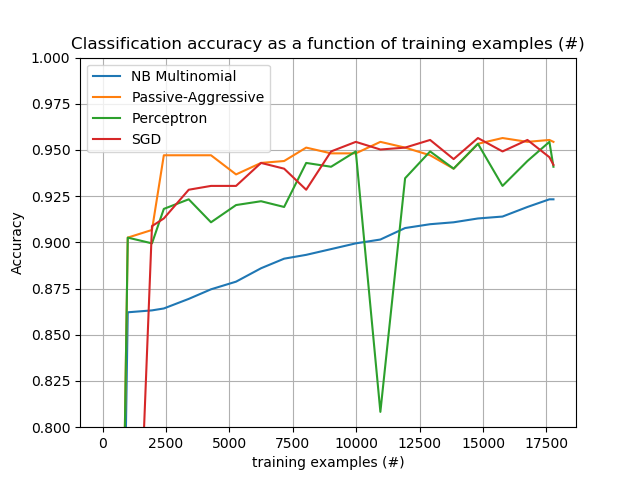 Classification accuracy as a function of training examples (#)
1.000
0.975
0.950
0.925
0.900
0.875
0.850
0.825
0.800
Accuracy
NB Multinomial
Passive-Aggressive
Perceptron
SGD
0 2500 5000 7500 10000 12500 15000 17500
training examples (#)